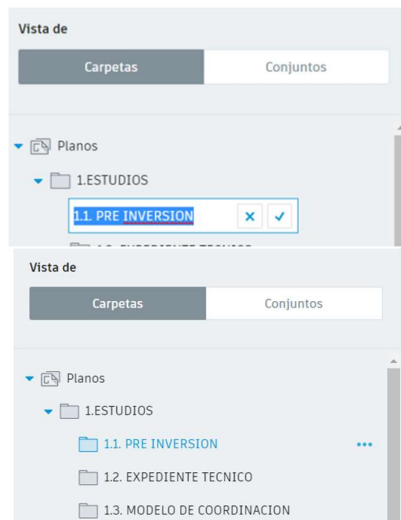 Vista de
Carpetas Conjuntos
Planos
1.ESTUDIOS
1.1. PRE INVERSION
Vista de
Carpetas Conjuntos
Planos
1.ESTUDIOS
1.1. PRE INVERSION
1.2. EXPEDIENTE TECNICO
1.3. MODELO DE COORDINACION